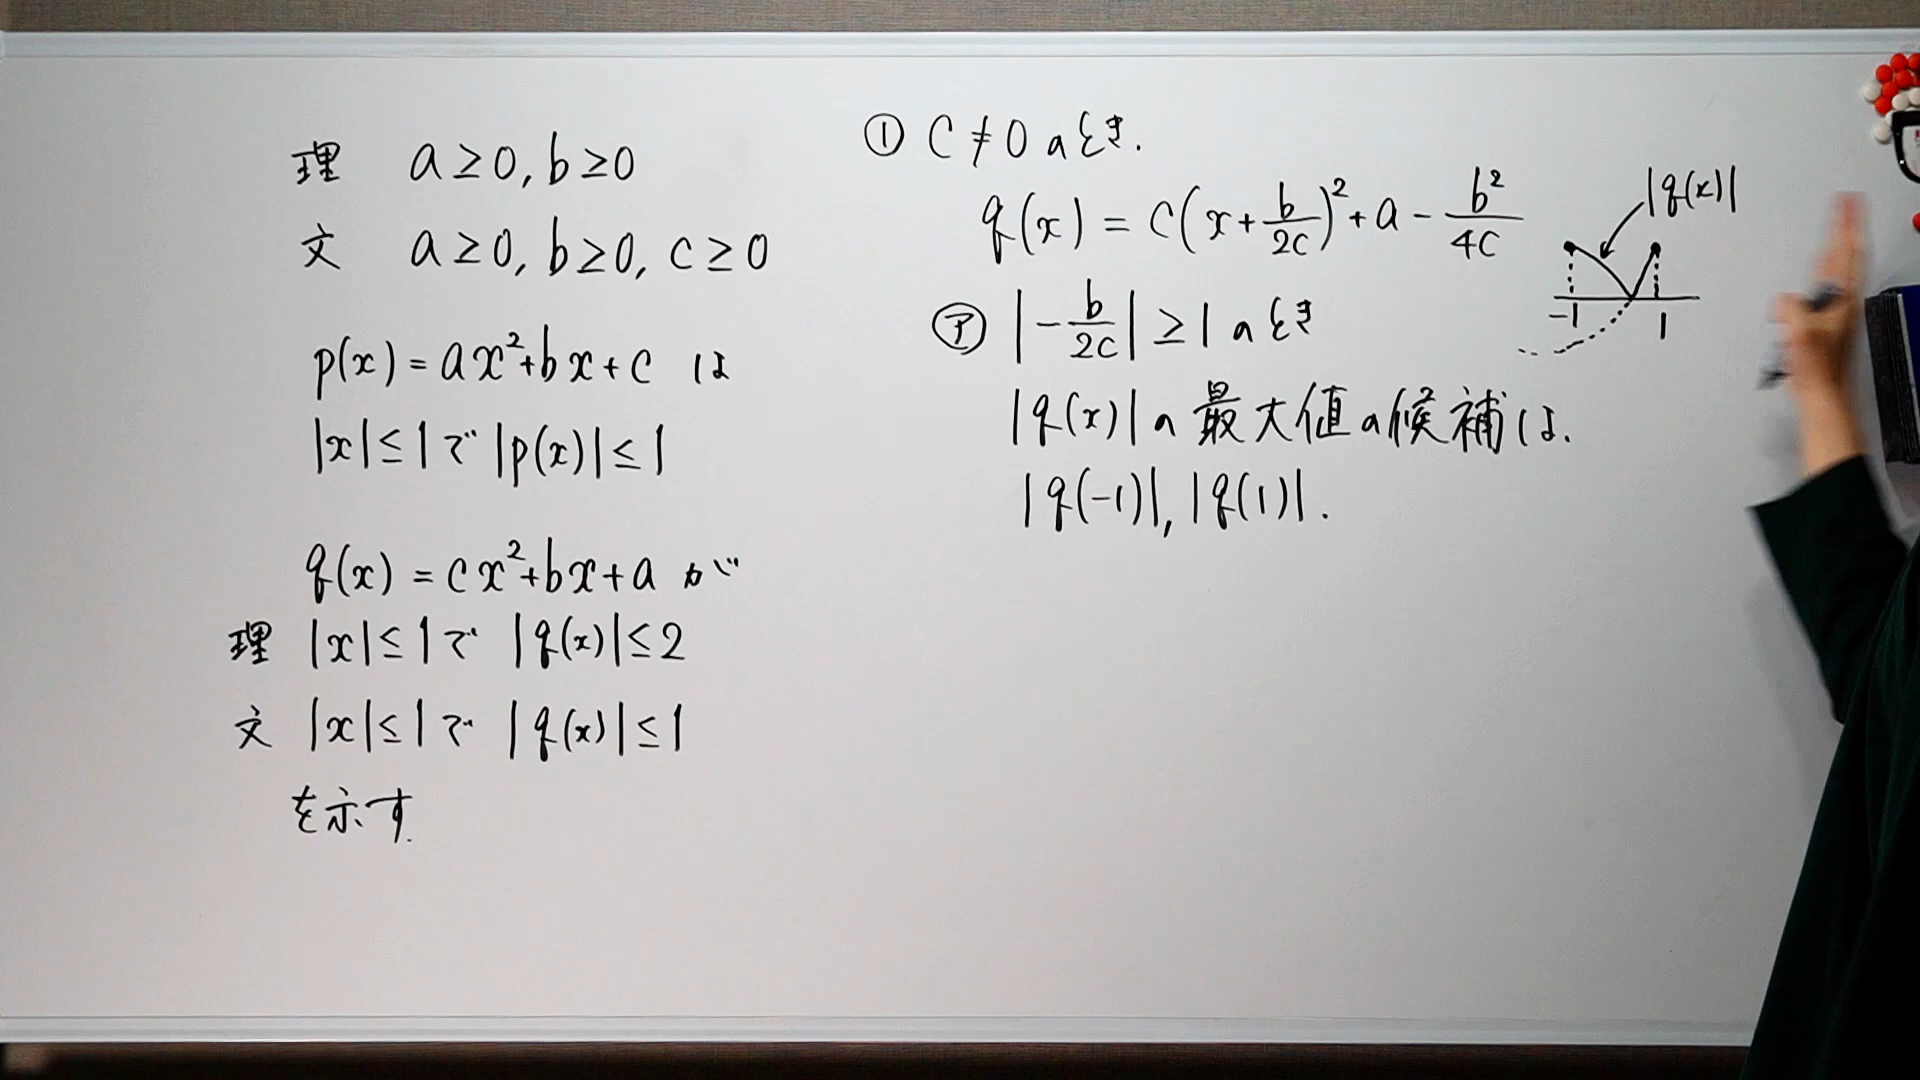 理 a≥0, b≥0
文 a≥0, b≥0, c≥0
p(x)=ax²+bx+c は
|x|≤1で|p(x)|≤1
q(x)=cx²+bx+a が
理 |x|≤1で |q(x)|≤2
文 |x|≤1で |q(x)|≤1
を示す.
① C≠0のとき.
q(x)=C(x+b/2C)²+a-b²/4C
㋐ |-b/2C|≥1のとき
|q(x)|の最大値の候補は、
|q(-1)|, |q(1)|.
|q(x)|
-1 1